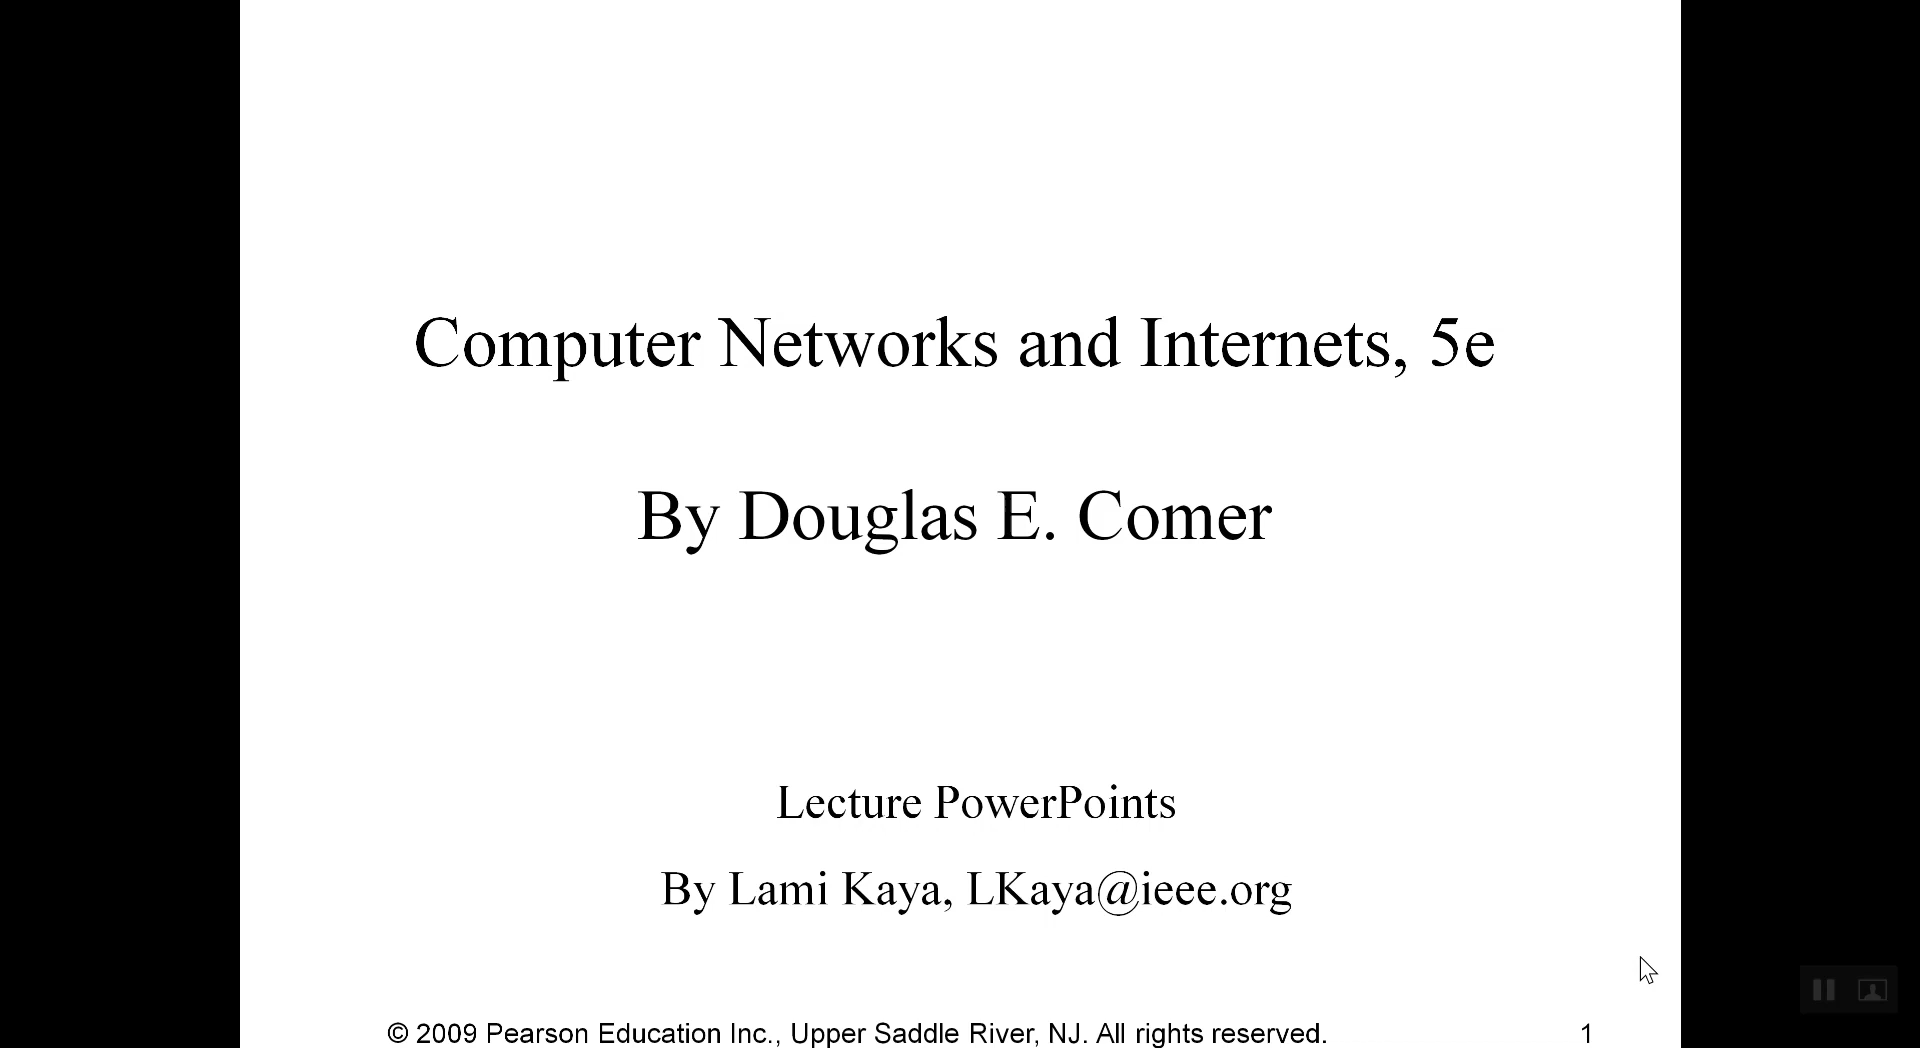 Computer Networks and Internets, 5e
By Douglas E. Comer
Lecture PowerPoints
By Lami Kaya, LKaya@ieee.org
© 2009 Pearson Education Inc., Upper Saddle River, NJ. All rights reserved.
1